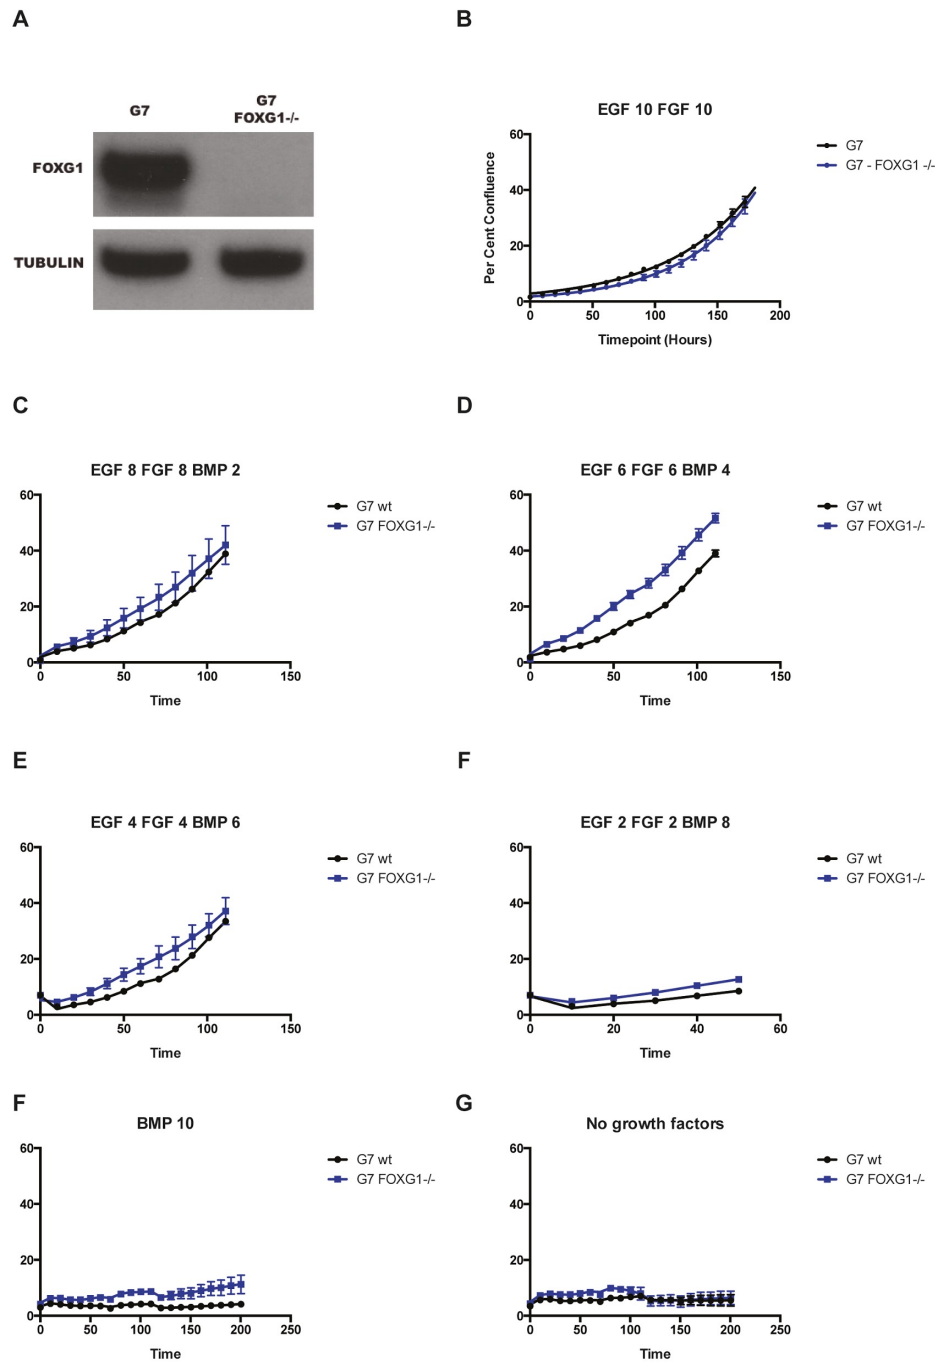 A
G7
G7
FOXG1-/-
FOXG1
TUBULIN
B
EGF 10 FGF 10
Per Cent Confluence
60
40
20
0
0 50 100 150 200
Timepoint (Hours)
G7
G7 - FOXG1 -/-
C
EGF 8 FGF 8 BMP 2
60
40
20
0
0 50 100 150
Time
G7 wt
G7 FOXG1-/-
D
EGF 6 FGF 6 BMP 4
60
40
20
0
0 50 100 150
Time
G7 wt
G7 FOXG1-/-
E
EGF 4 FGF 4 BMP 6
60
40
20
0
0 50 100 150
Time
G7 wt
G7 FOXG1-/-
F
EGF 2 FGF 2 BMP 8
60
40
20
0
0 20 40 60
Time
G7 wt
G7 FOXG1-/-
F
BMP 10
60
40
20
0
0 50 100 150 200 250
Time
G7 wt
G7 FOXG1-/-
G
No growth factors
60
40
20
0
0 50 100 150 200 250
Time
G7 wt
G7 FOXG1-/-